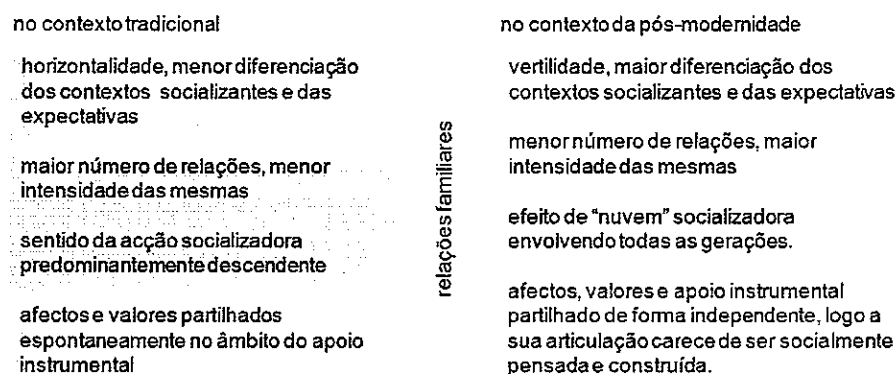 no contexto tradicional
horizontalidade, menor diferenciação
dos contextos socializantes e das
expectativas
maior número de relações, menor
intensidade das mesmas
sentido da acção socializadora
predominantemente descendente
afectos e valores partilhados
espontaneamente no âmbito do apoio
instrumental
relações familiares
no contexto da pós-modernidade
vertilidade, maior diferenciação dos
contextos socializantes e das expectativas
menor número de relações, maior
intensidade das mesmas
efeito de "nuvem" socializadora
envolvendo todas as gerações.
afectos, valores e apoio instrumental
partilhado de forma independente, logo a
sua articulação carece de ser socialmente
pensada e construída.